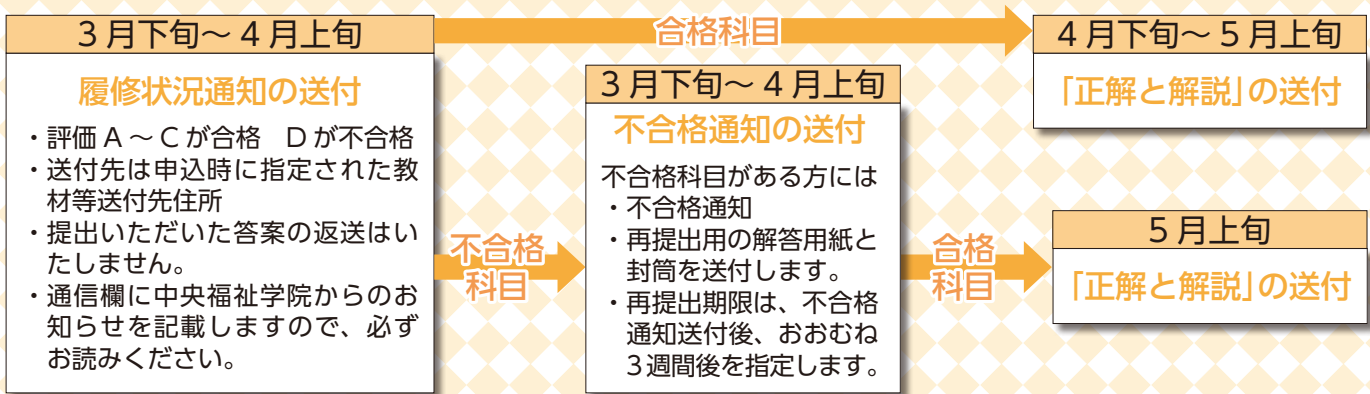 3月下旬~4月上旬
履修状況通知の送付
・評価A~Cが合格 Dが不合格
・送付先は申込時に指定された教
材等送付先住所
・提出いただいた答案の返送はい
たしません。
・通信欄に中央福祉学院からのお
知らせを記載しますので、必ず
お読みください。
合格科目
不合格
科目
3月下旬~4月上旬
不合格通知の送付
不合格科目がある方には
・不合格通知
・再提出用の解答用紙と
封筒を送付します。
・再提出期限は、不合格
通知送付後、おおむね
3週間後を指定します。
合格
科目
4月下旬~5月上旬
「正解と解説」の送付
5月上旬
「正解と解説」の送付